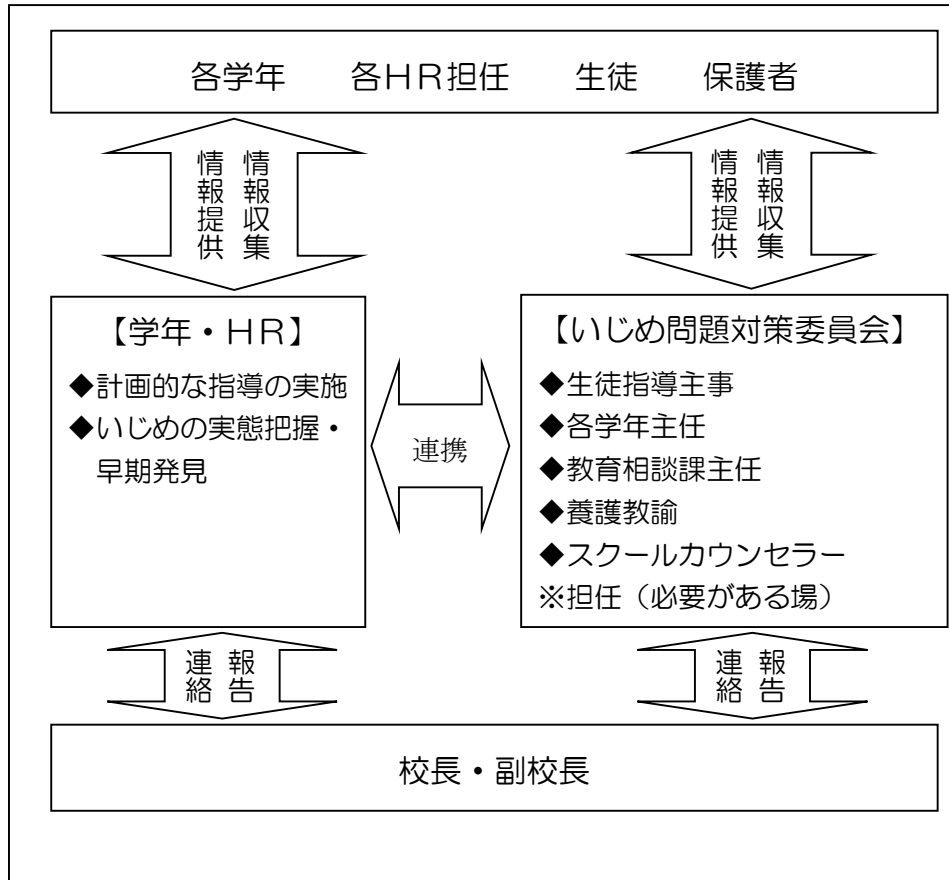 各学年　各ＨＲ担任　生徒　保護者
情報収集
情報提供
情報収集
情報提供
【学年・ＨＲ】
◆計画的な指導の実施
◆いじめの実態把握・
早期発見
連携
【いじめ問題対策委員会】
◆生徒指導主事
◆各学年主任
◆教育相談課主任
◆養護教諭
◆スクールカウンセラー
※担任（必要がある場）
報告
連絡
報告
連絡
校長・副校長